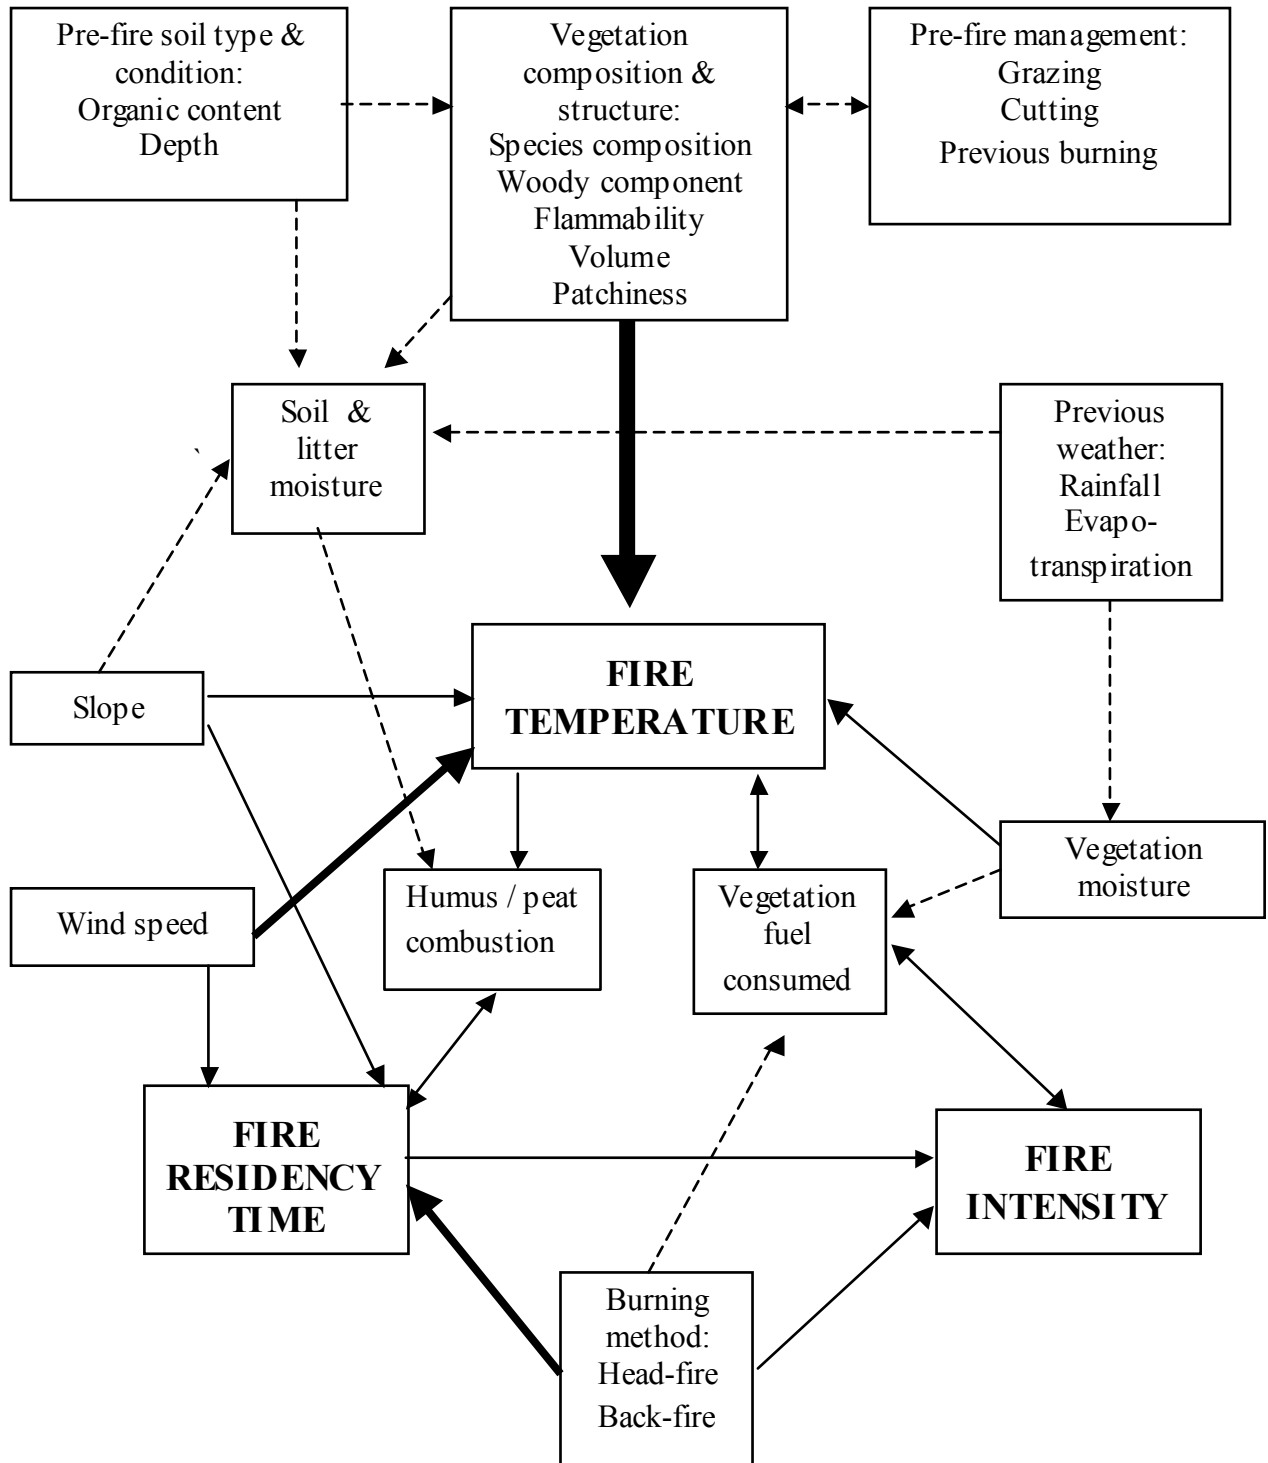 Pre-fire soil type &
condition:
Organic content
Depth
Vegetation
composition &
structure:
Species composition
Woody component
Flammability
Volume
Patchiness
Pre-fire management:
Grazing
Cutting
Previous burning
Soil &
litter
moisture
`
Previous
weather:
Rainfall
Evapo-
transpiration
Slope
FIRE
TEMPERATURE
Wind speed
Humus / peat
combustion
Vegetation
fuel
consumed
Vegetation
moisture
FIRE
RESIDENCY
TIME
FIRE
INTENSITY
Burning
method:
Head-fire
Back-fire